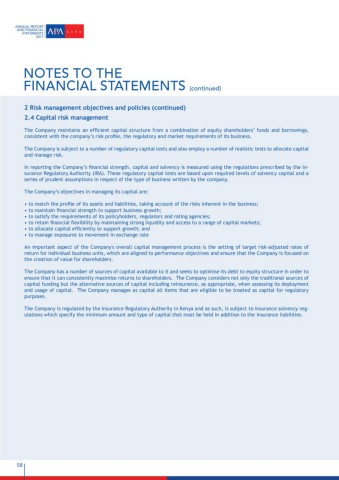 ANNUAL REPORT
AND FINANCIAL
STATEMENTS
2017
APA LIFE
NOTES TO THE
FINANCIAL STATEMENTS (continued)
2 Risk management objectives and policies (continued)
2.4 Capital risk management
The Company maintains an efficient capital structure from a combination of equity shareholders' funds and borrowings,
consistent with the company's risk profile, the regulatory and market requirements of its business.
The Company is subject to a number of regulatory capital tests and also employ a number of realistic tests to allocate capital
and manage risk.
In reporting the Company's financial strength, capital and solvency is measured using the regulations prescribed by the In-
surance Regulatory Authority (IRA). These regulatory capital tests are based upon required levels of solvency capital and a
series of prudent assumptions in respect of the type of business written by the company.
The Company's objectives in managing its capital are:
• to match the profile of its assets and liabilities, taking account of the risks inherent in the business;
• to maintain financial strength to support business growth;
• to satisfy the requirements of its policyholders, regulators and rating agencies;
• to retain financial flexibility by maintaining strong liquidity and access to a range of capital markets;
• to allocate capital efficiently to support growth; and
• to manage exposures to movement in exchange rate
An important aspect of the Company's overall capital management process is the setting of target risk-adjusted rates of
return for individual business units, which are aligned to performance objectives and ensure that the Company is focused on
the creation of value for shareholders.
The Company has a number of sources of capital available to it and seeks to optimise its debt to equity structure in order to
ensure that it can consistently maximise returns to shareholders. The Company considers not only the traditional sources of
capital funding but the alternative sources of capital including reinsurance, as appropriate, when assessing its deployment
and usage of capital. The Company manages as capital all items that are eligible to be treated as capital for regulatory
purposes.
The Company is regulated by the Insurance Regulatory Authority in Kenya and as such, is subject to insurance solvency reg-
ulations which specify the minimum amount and type of capital that must be held in addition to the insurance liabilities.
58